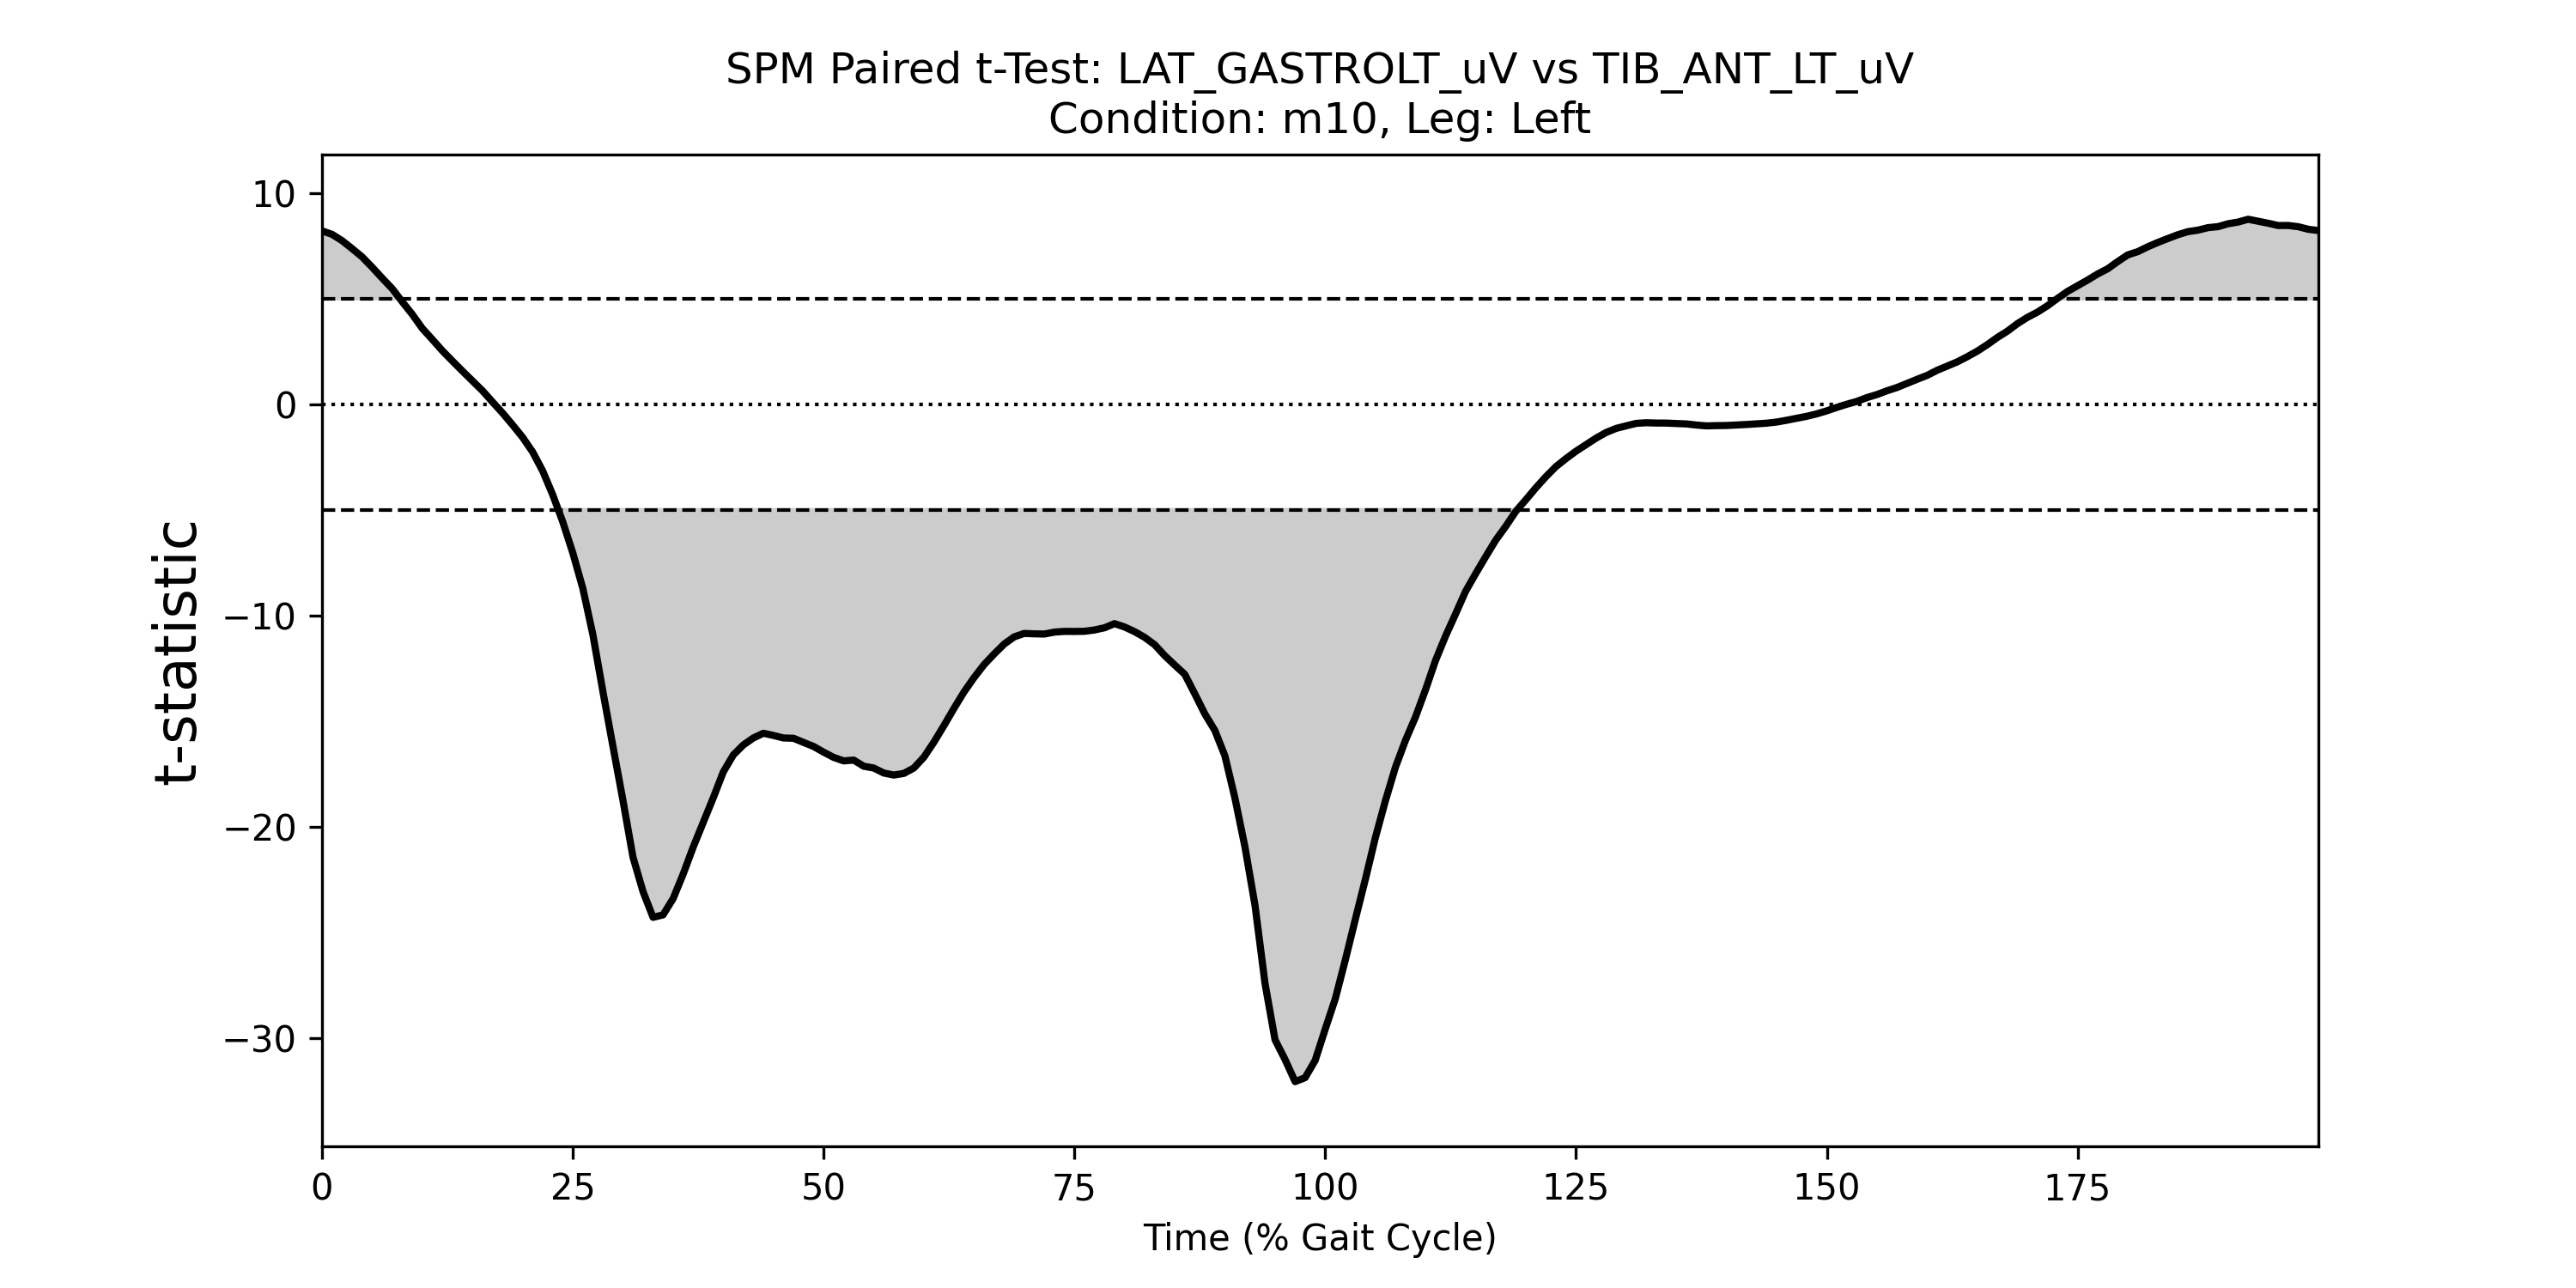 SPM Paired t-Test: LAT_GASTROLT_uV vs TIB_ANT_LT_uV
Condition: m10, Leg: Left
t-statistic
10
0
−10
−20
−30
0 25 50 75 100 125 150 175
Time (% Gait Cycle)